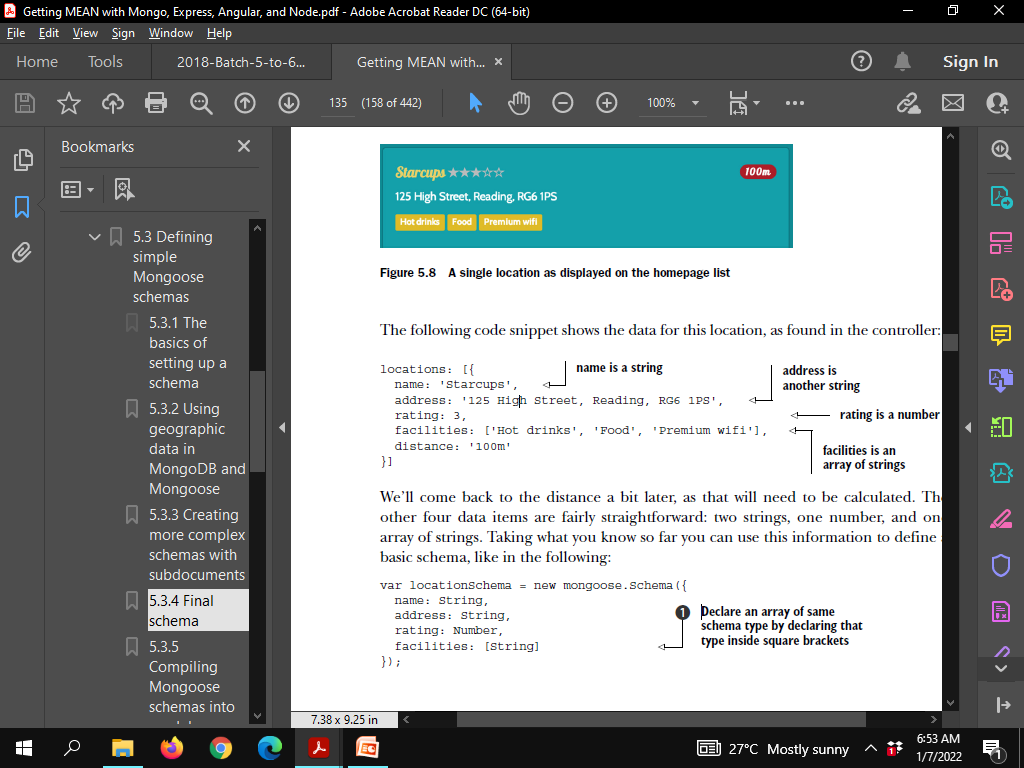 Getting MEAN with Mongo, Express, Angular, and Node.pdf - Adobe Acrobat Reader DC (64-bit)
File Edit View Sign Window Help
Home Tools 2018-Batch-5-to-6... Getting MEAN with... × Sign In
135 (158 of 442) 100%
Bookmarks
5.3 Defining
simple
Mongoose
schemas
5.3.1 The
basics of
setting up a
schema
5.3.2 Using
geographic
data in
MongoDB and
Mongoose
5.3.3 Creating
more complex
schemas with
subdocuments
5.3.4 Final
schema
5.3.5
Compiling
Mongoose
schemas into
Starcups 100m
125 High Street, Reading, RG6 1PS
Hot drinks Food Premium wifi
Figure 5.8 A single location as displayed on the homepage list
The following code snippet shows the data for this location, as found in the controller:
locations: [{
name: 'Starcups',
address: '125 High Street, Reading, RG6 1PS',
rating: 3,
facilities: ['Hot drinks', 'Food', 'Premium wifi'],
distance: '100m'
}]
name is a string
address is
another string
rating is a number
facilities is an
array of strings
We'll come back to the distance a bit later, as that will need to be calculated. Th
other four data items are fairly straightforward: two strings, one number, and on
array of strings. Taking what you know so far you can use this information to define
basic schema, like in the following:
var locationSchema = new mongoose.Schema({
name: String,
address: String,
rating: Number,
facilities: [String]
});
1 Declare an array of same
schema type by declaring that
type inside square brackets
7.38 x 9.25 in
27°C Mostly sunny
6:53 AM
1/7/2022
1